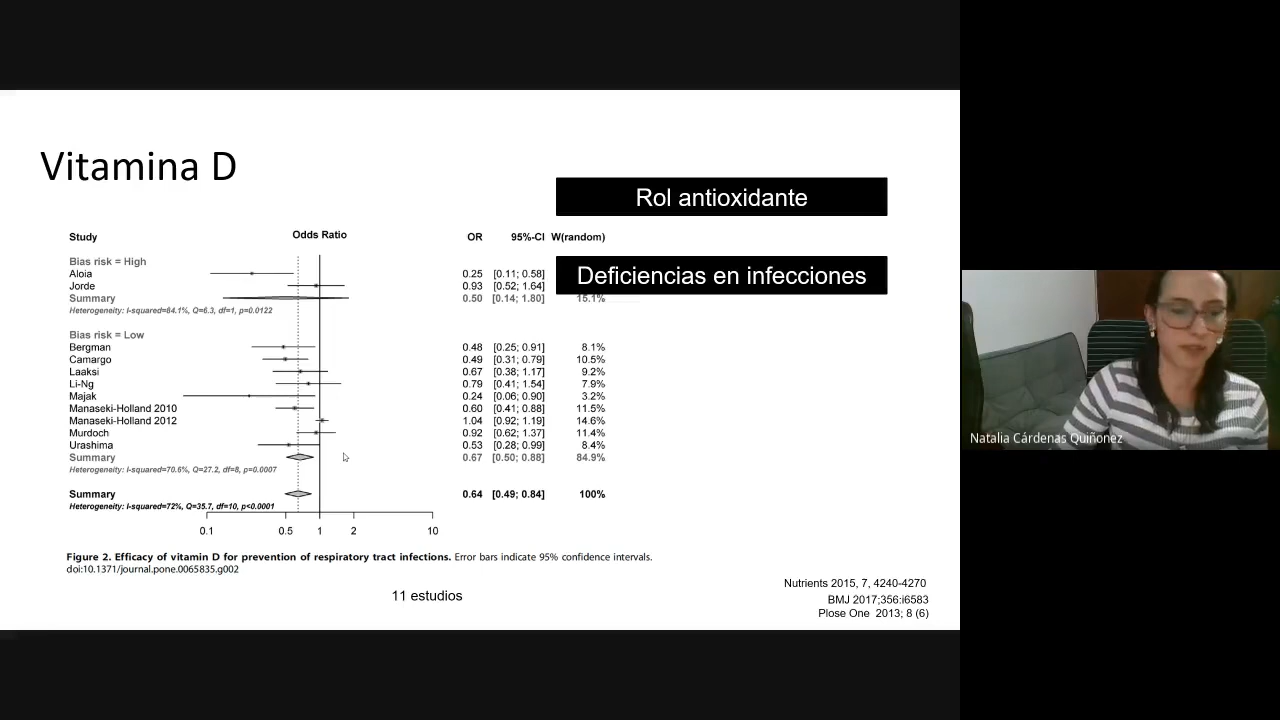 Vitamina D
Rol antioxidante
Study Odds Ratio OR 95%-CI W(random)
Bias risk = High
Deficiencias en infecciones
Aloia 0.25 [0.11; 0.58]
Jorde 0.93 [0.52; 1.64]
Summary 0.50 [0.14; 1.80] 15.1%
Heterogeneity: I-squared=84.1%, Q=6.3, df=1, p=0.0122
Bias risk = Low
Bergman 0.48 [0.25; 0.91] 8.1%
Camargo 0.49 [0.31; 0.79] 10.5%
Laaksi 0.67 [0.38; 1.17] 9.2%
Li-Ng 0.79 [0.41; 1.54] 7.9%
Majak 0.24 [0.06; 0.90] 3.2%
Manaseki-Holland 2010 0.60 [0.41; 0.88] 11.5%
Manaseki-Holland 2012 1.04 [0.92; 1.19] 14.6%
Murdoch 0.92 [0.62; 1.37] 11.4%
Urashima 0.53 [0.28; 0.99] 8.4%
Summary 0.67 [0.50; 0.88] 84.9%
Heterogeneity: I-squared=70.6%, Q=27.2, df=8, p=0.0007
Summary 0.64 [0.49; 0.84] 100%
Heterogeneity: I-squared=72%, Q=35.7, df=10, p<0.0001
0.1 0.5 1 2 10
Figure 2. Efficacy of vitamin D for prevention of respiratory tract infections. Error bars indicate 95% confidence intervals.
doi:10.1371/journal.pone.0065835.g002
11 estudios
Nutrients 2015, 7, 4240-4270
BMJ 2017;356:i6583
Plose One 2013; 8 (6)
Natalia Cárdenas Quiñonez